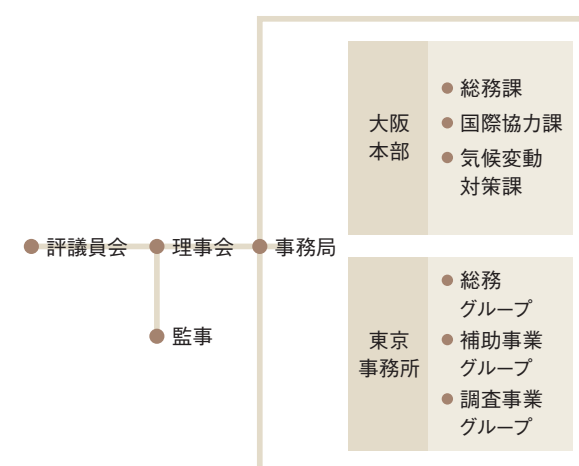 評議員会
理事会
事務局
監事
大阪
本部
総務課
国際協力課
気候変動
対策課
東京
事務所
総務
グループ
補助事業
グループ
調査事業
グループ